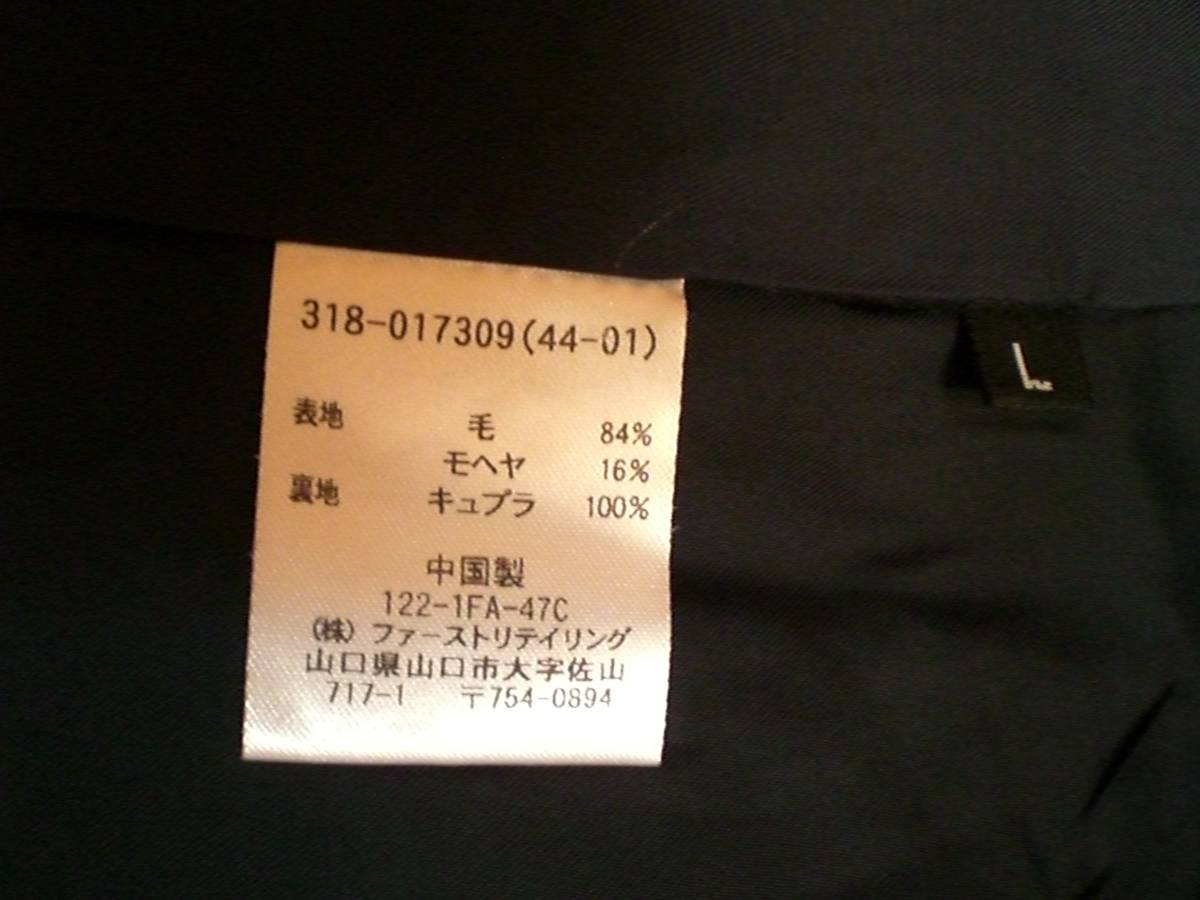 318-017309(44-01)
表地 毛 84%
モヘヤ 16%
裏地 キュプラ 100%
中国製
122-1FA-47C
(株) ファーストリテイリング
山口県山口市大字佐山
717-1 〒754-0894
L